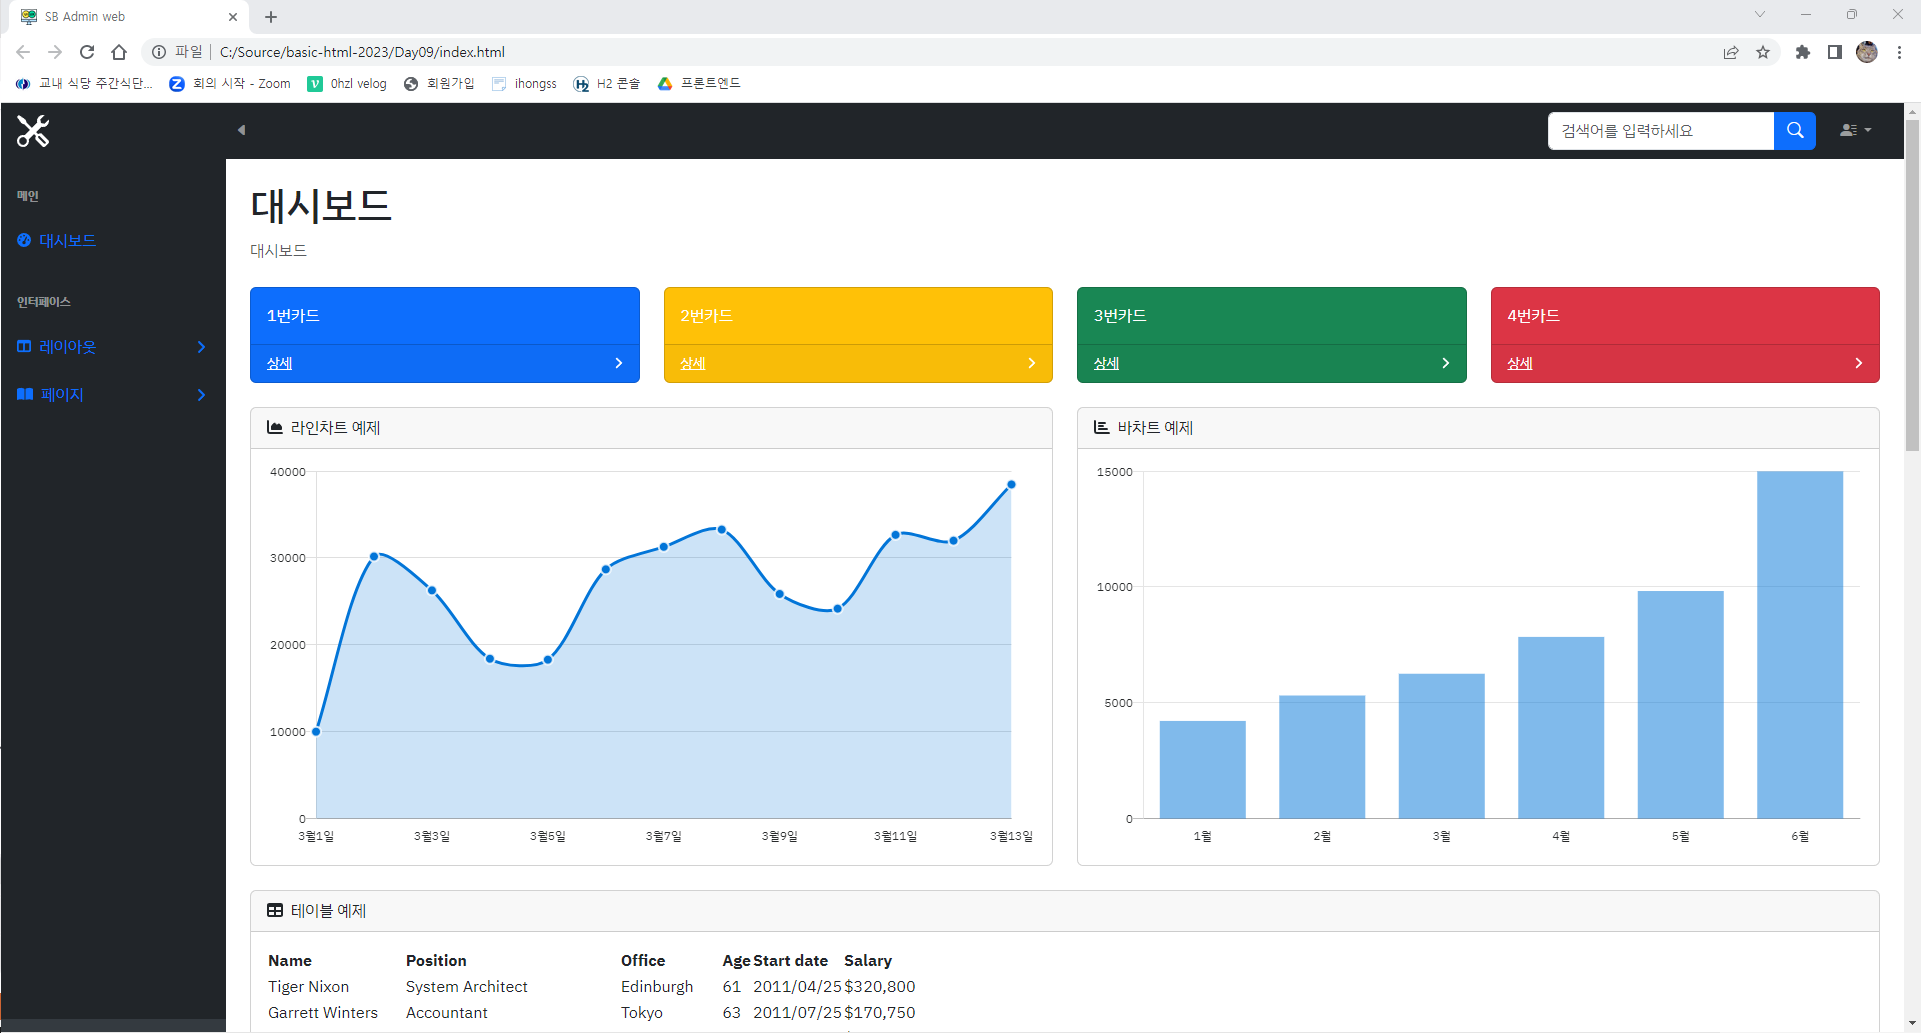 SB Admin web
파일 C:/Source/basic-html-2023/Day09/index.html
교내 식당 주간식단... 회의 시작 - Zoom 0hzl velog 회원가입 ihongss H2 콘솔 프론트엔드
검색어를 입력하세요
메인
대시보드
인터페이스
레이아웃
페이지
대시보드
대시보드
1번카드
상세
2번카드
상세
3번카드
상세
4번카드
상세
라인차트 예제
40000
30000
20000
10000
0
3월1일 3월3일 3월5일 3월7일 3월9일 3월11일 3월13일
바차트 예제
15000
10000
5000
0
1월 2월 3월 4월 5월 6월
테이블 예제
Name Position Office Age Start date Salary
Tiger Nixon System Architect Edinburgh 61 2011/04/25 $320,800
Garrett Winters Accountant Tokyo 63 2011/07/25 $170,750